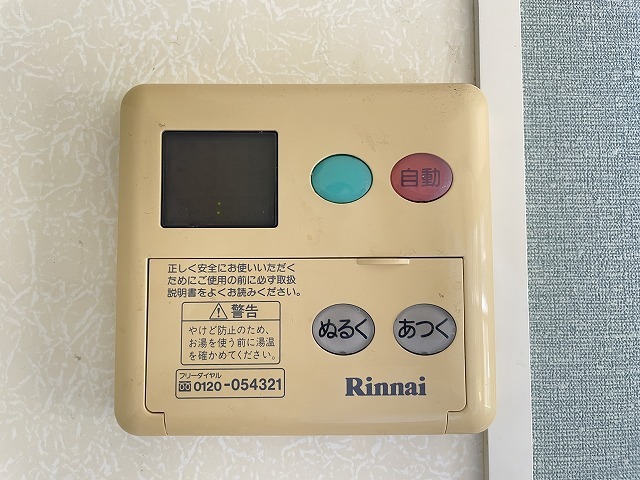 自動
正しく安全にお使いいただく
ためにご使用の前に必ず取扱
説明書をよくお読みください。
警告
やけど防止のため、
お湯を使う前に湯温
を確かめてください。
フリーダイヤル
0120-054321
ぬるく
あつく
Rinnai